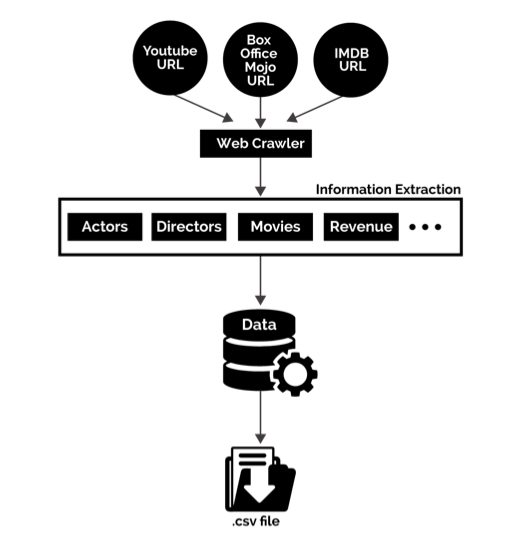 Youtube
URL
Box
Office
Mojo
URL
IMDB
URL
Web Crawler
Information Extraction
Actors
Directors
Movies
Revenue
•••
Data
.csv file